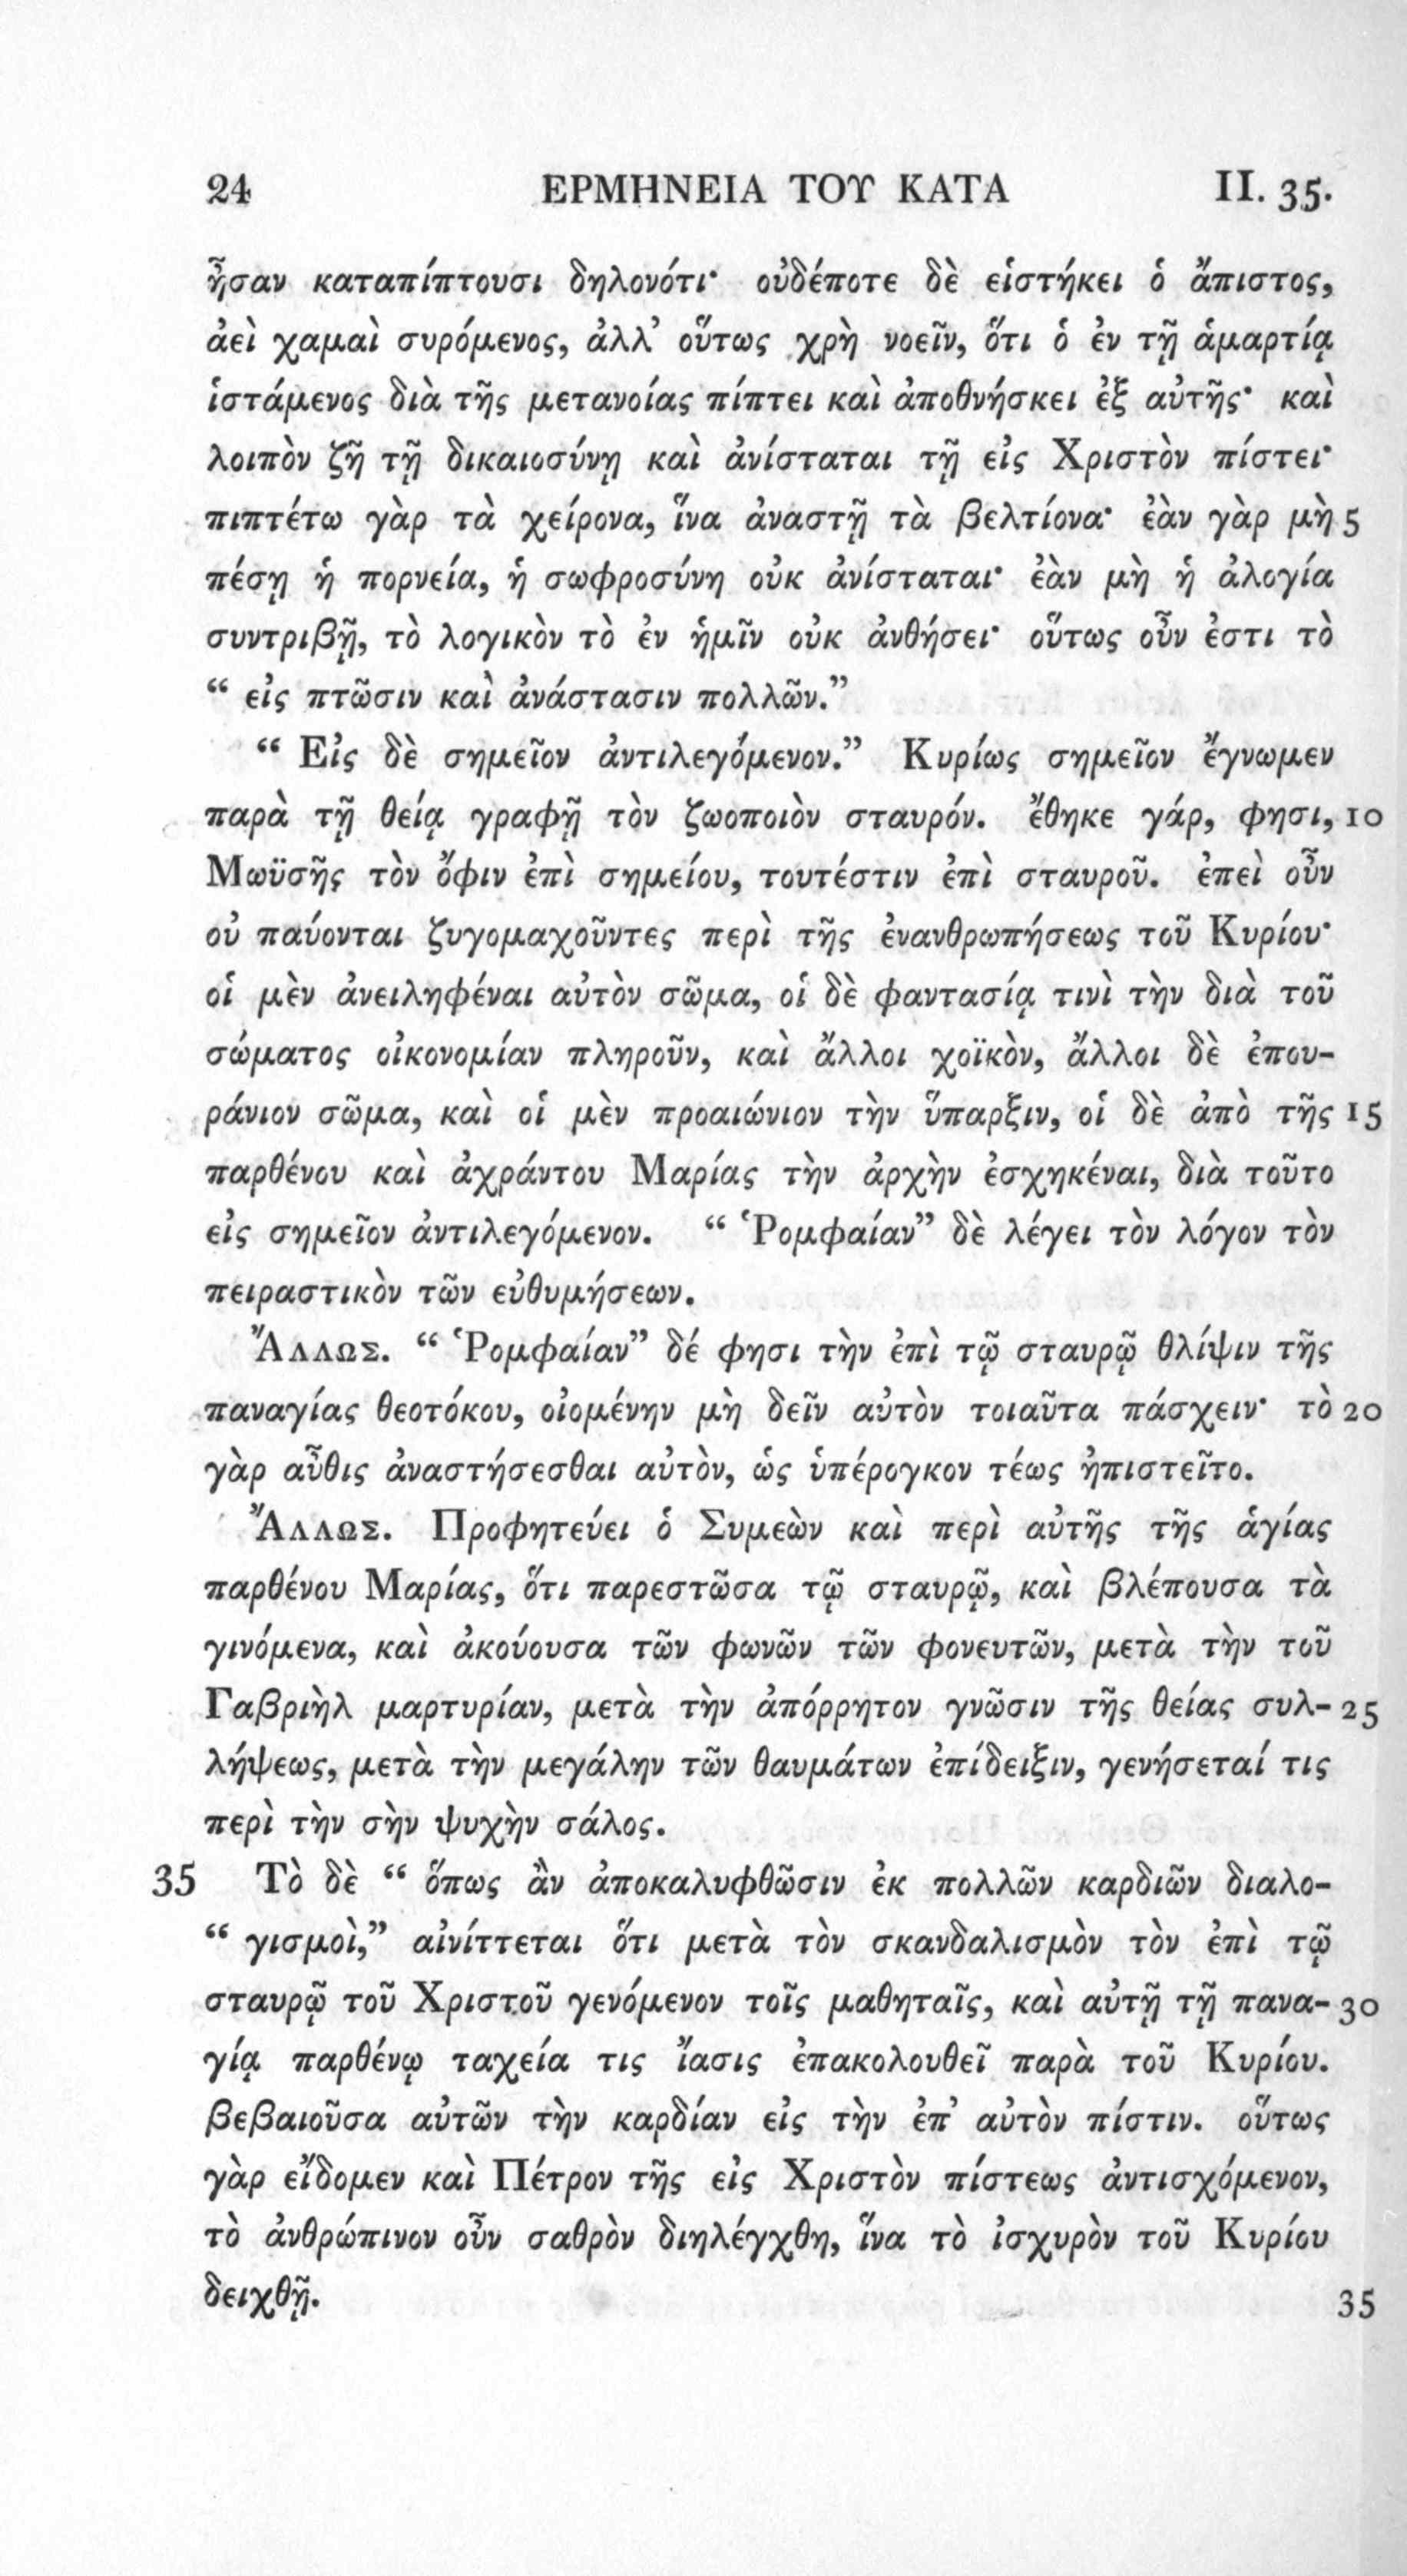 24 ΕΡΜΗΝΕΙΑ ΤΟΥ ΚΑΤΑ II. 35.
ἦσαν καταπίπτουσι δηλονότι· οὐδέποτε δὲ εἱστήκει ὁ ἄπιστος,
ἀεὶ χαμαὶ συρόμενος, ἀλλ’ οὕτως χρὴ νοεῖν, ὅτι ὁ ἐν τῇ ἁμαρτίᾳ
ἱστάμενος διὰ τῆς μετανοίας πίπτει καὶ ἀποθνήσκει ἐξ αὐτῆς· καὶ
λοιπὸν ζῇ τῇ δικαιοσύνῃ καὶ ἀνίσταται τῇ εἰς Χριστὸν πίστει·
πιπτέτω γὰρ τὰ χείρονα, ἵνα ἀναστῇ τὰ βελτίονα· ἐὰν γὰρ μὴ 5
πέσῃ ἡ πορνεία, ἡ σωφροσύνη οὐκ ἀνίσταται· ἐὰν μὴ ἡ ἀλογία
συντριβῇ, τὸ λογικὸν τὸ ἐν ἡμῖν οὐκ ἀνθήσει· οὕτως οὖν ἐστι τὸ
“ εἰς πτῶσιν καὶ ἀνάστασιν πολλῶν.”
“ Εἰς δὲ σημεῖον ἀντιλεγόμενον.” Κυρίως σημεῖον ἔγνωμεν
παρὰ τῇ θείᾳ γραφῇ τὸν ζωοποιὸν σταυρόν. ἔθηκε γάρ, φησι, 10
Μωϋσῆς τὸν ὄφιν ἐπὶ σημείου, τουτέστιν ἐπὶ σταυροῦ. ἐπεὶ οὖν
οὐ παύονται ζυγομαχοῦντες περὶ τῆς ἐνανθρωπήσεως τοῦ Κυρίου·
οἱ μὲν ἀνειληφέναι αὐτὸν σῶμα, οἱ δὲ φαντασίᾳ τινὶ τὴν διὰ τοῦ
σώματος οἰκονομίαν πληροῦν, καὶ ἄλλοι χοϊκὸν, ἄλλοι δὲ ἐπου-
ράνιον σῶμα, καὶ οἱ μὲν προαιώνιον τὴν ὕπαρξιν, οἱ δὲ ἀπὸ τῆς 15
παρθένου καὶ ἀχράντου Μαρίας τὴν ἀρχὴν ἐσχηκέναι, διὰ τοῦτο
εἰς σημεῖον ἀντιλεγόμενον. “ Ῥομφαίαν” δὲ λέγει τὸν λόγον τὸν
πειραστικὸν τῶν εὐθυμήσεων.
Ἄλλως. “ Ῥομφαίαν” δέ φησι τὴν ἐπὶ τῷ σταυρῷ θλίψιν τῆς
παναγίας θεοτόκου, οἰομένην μὴ δεῖν αὐτὸν τοιαῦτα πάσχειν· τὸ 20
γὰρ αὖθις ἀναστήσεσθαι αὐτὸν, ὡς ὑπέρογκον τέως ἠπιστεῖτο.
Ἄλλως. Προφητεύει ὁ Συμεὼν καὶ περὶ αὐτῆς τῆς ἁγίας
παρθένου Μαρίας, ὅτι παρεστῶσα τῷ σταυρῷ, καὶ βλέπουσα τὰ
γινόμενα, καὶ ἀκούουσα τῶν φωνῶν τῶν φονευτῶν, μετὰ τὴν τοῦ
Γαβριὴλ μαρτυρίαν, μετὰ τὴν ἀπόρρητον γνῶσιν τῆς θείας συλ- 25
λήψεως, μετὰ τὴν μεγάλην τῶν θαυμάτων ἐπίδειξιν, γενήσεταί τις
περὶ τὴν σὴν ψυχὴν σάλος.
35 Τὸ δὲ “ ὅπως ἂν ἀποκαλυφθῶσιν ἐκ πολλῶν καρδιῶν διαλο-
“ γισμοὶ,” αἰνίττεται ὅτι μετὰ τὸν σκανδαλισμὸν τὸν ἐπὶ τῷ
σταυρῷ τοῦ Χριστοῦ γενόμενον τοῖς μαθηταῖς, καὶ αὐτῇ τῇ πανα- 30
γίᾳ παρθένῳ ταχεία τις ἴασις ἐπακολουθεῖ παρὰ τοῦ Κυρίου.
βεβαιοῦσα αὐτῶν τὴν καρδίαν εἰς τὴν ἐπ’ αὐτὸν πίστιν. οὕτως
γὰρ εἴδομεν καὶ Πέτρον τῆς εἰς Χριστὸν πίστεως ἀντισχόμενον,
τὸ ἀνθρώπινον οὖν σαθρὸν διηλέγχθη, ἵνα τὸ ἰσχυρὸν τοῦ Κυρίου
δειχθῇ. 35